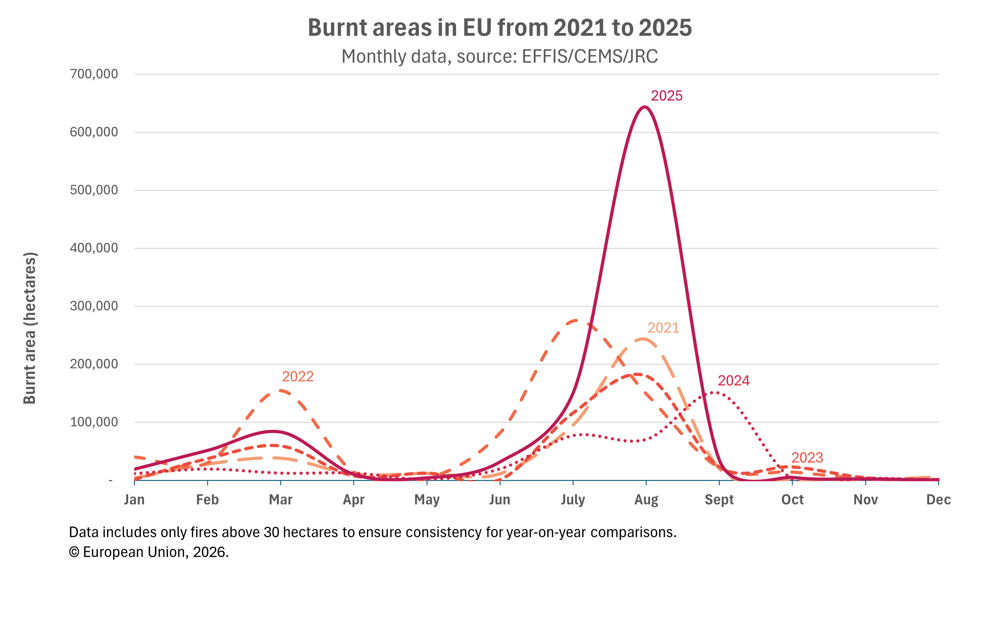 Burnt areas in EU from 2021 to 2025
Monthly data, source: EFFIS/CEMS/JRC
700,000
600,000
500,000
400,000
300,000
200,000
100,000
-
Burnt area (hectares)
2025
2021
2022
2024
2023
Jan Feb Mar Apr May Jun July Aug Sept Oct Nov Dec
Data includes only fires above 30 hectares to ensure consistency for year-on-year comparisons.
© European Union, 2026.